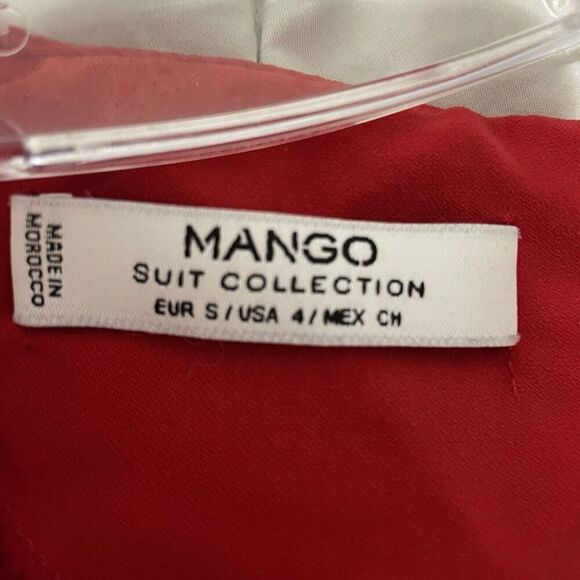 MANGO
SUIT COLLECTION
EUR S / USA 4 / MEX CH
MADE IN
MOROCCO